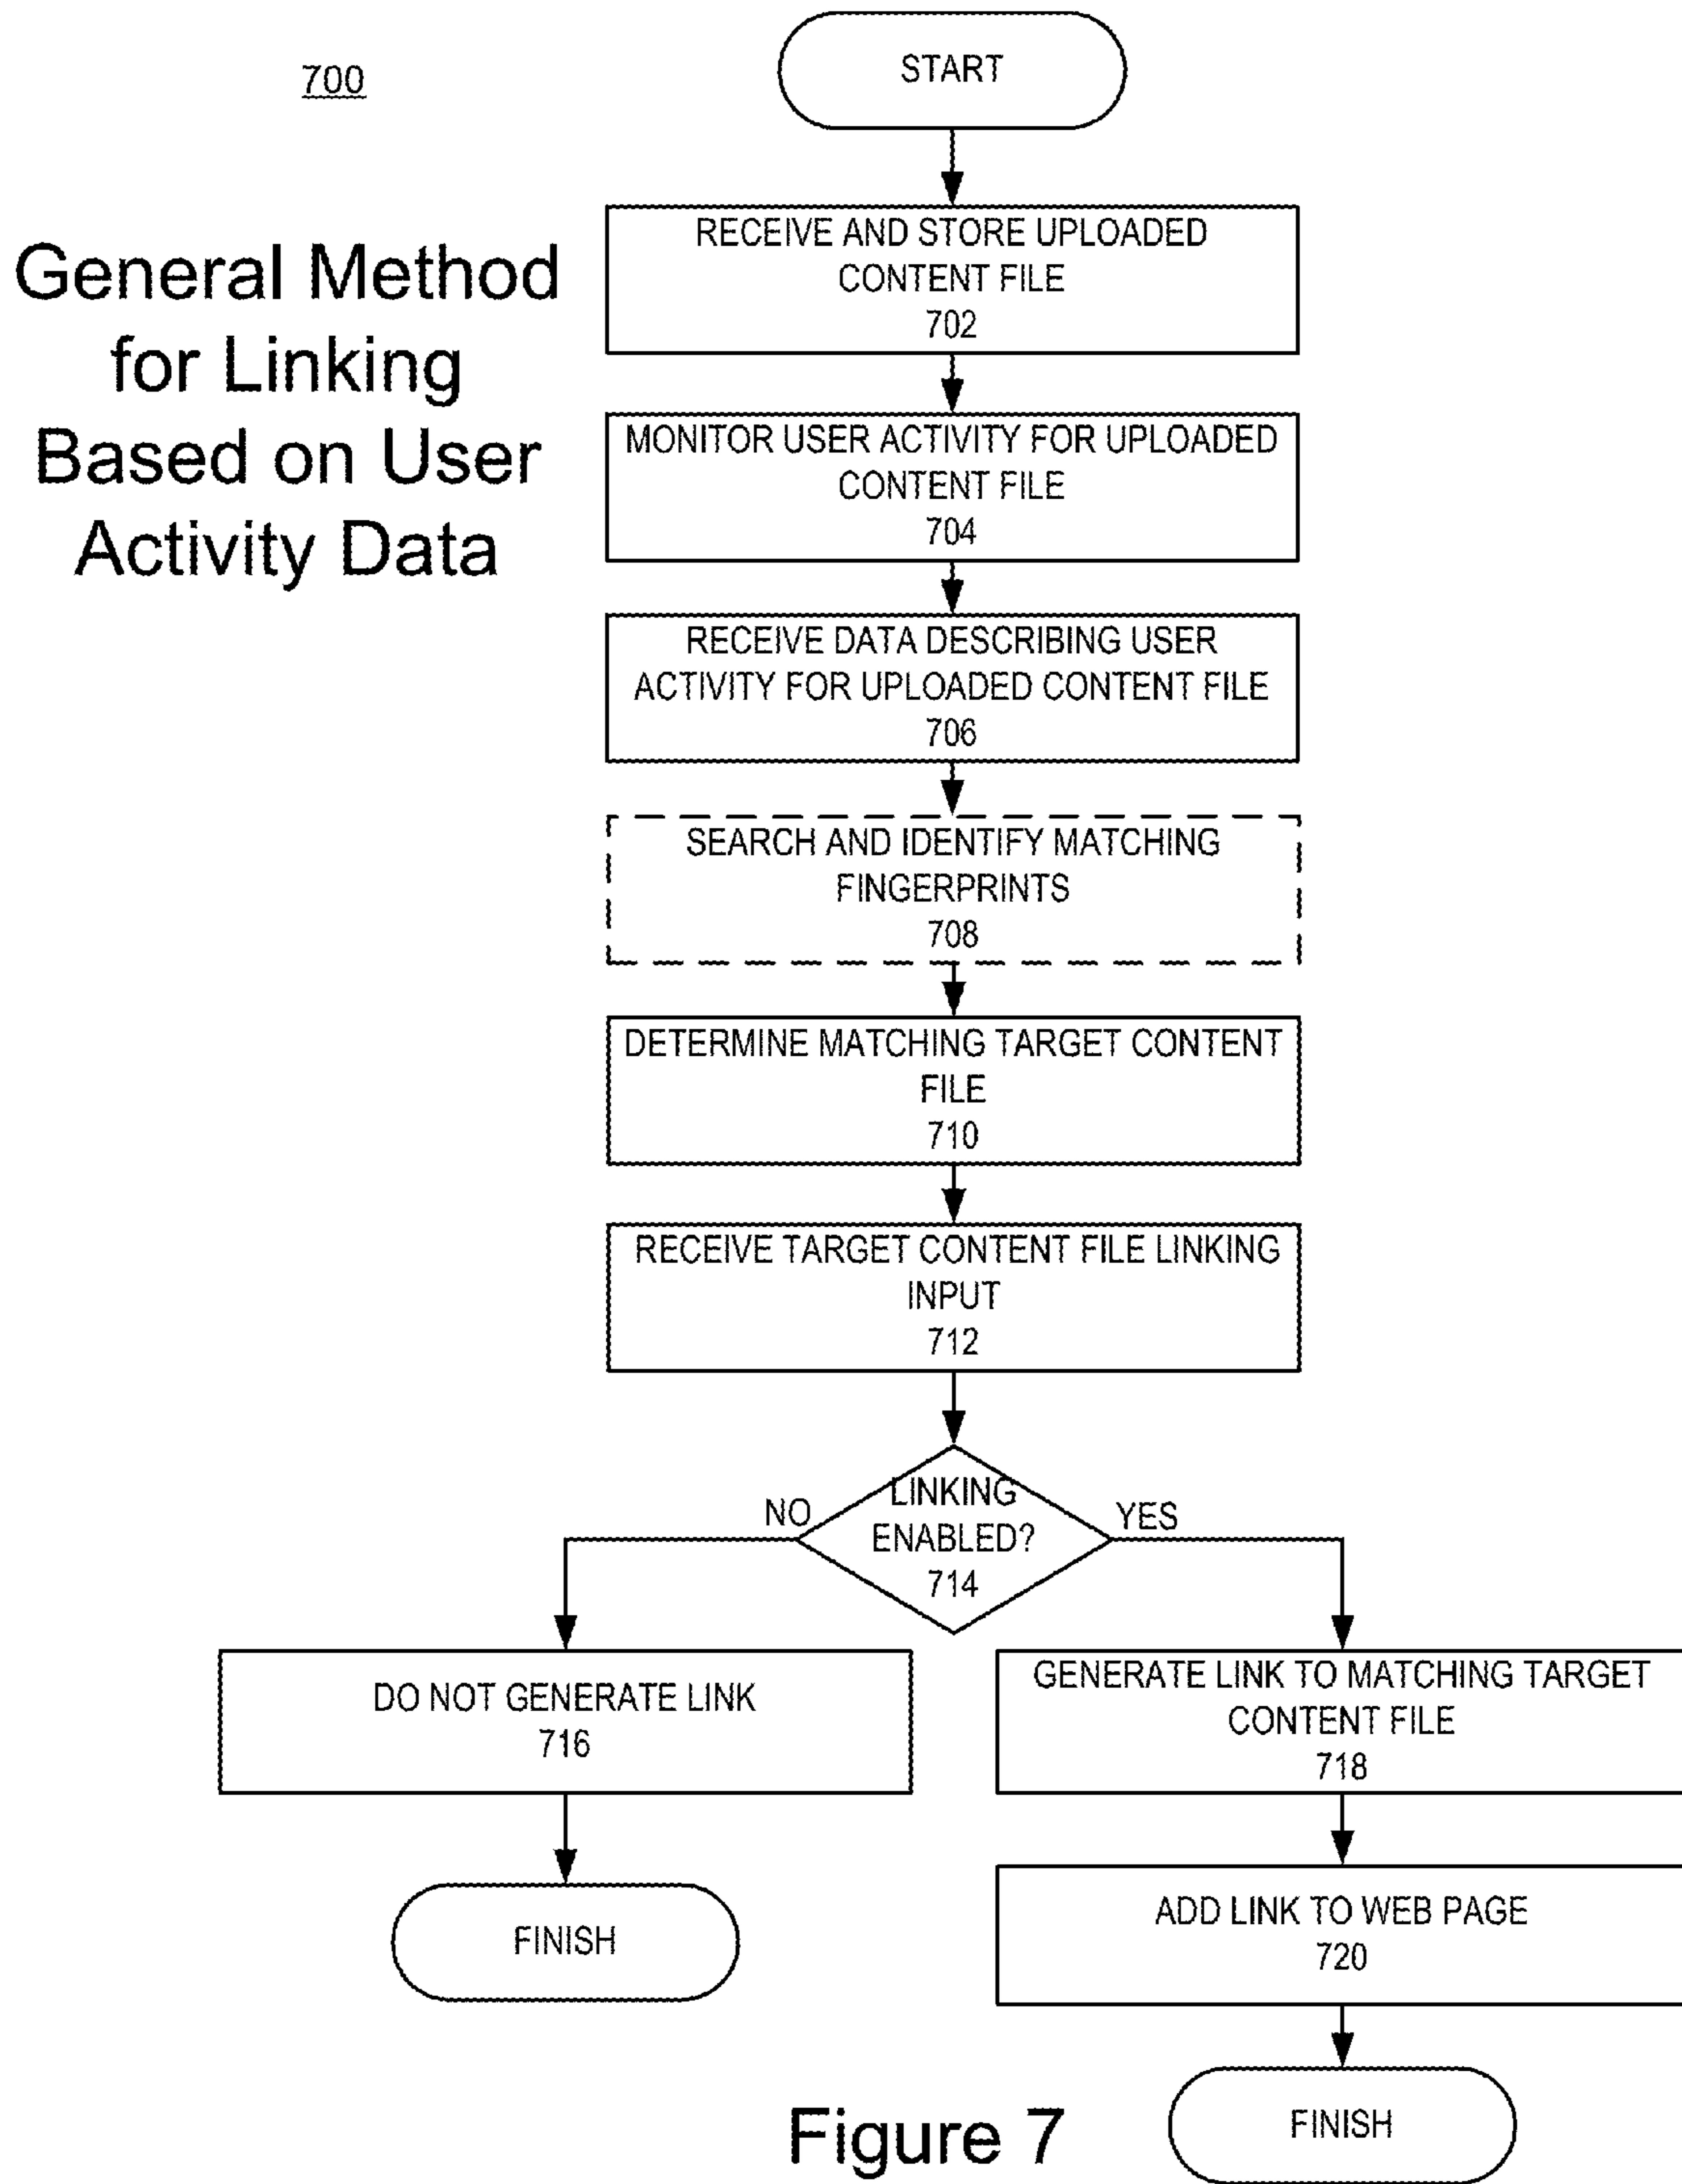 START
700
General Method
for Linking
Based on User
Activity Data
RECEIVE AND STORE UPLOADED
CONTENT FILE
702
MONITOR USER ACTIVITY FOR UPLOADED
CONTENT FILE
704
RECEIVE DATA DESCRIBING USER
ACTIVITY FOR UPLOADED CONTENT FILE
706
SEARCH AND IDENTIFY MATCHING
FINGERPRINTS
708
DETERMINE MATCHING TARGET CONTENT
FILE
710
RECEIVE TARGET CONTENT FILE LINKING
INPUT
712
LINKING
ENABLED?
714
NO
YES
DO NOT GENERATE LINK
716
FINISH
GENERATE LINK TO MATCHING TARGET
CONTENT FILE
718
ADD LINK TO WEB PAGE
720
FINISH
Figure 7